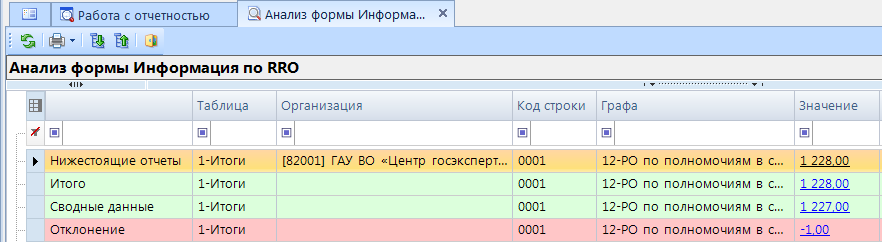 Работа с отчетностью
Анализ формы Информа...
Анализ формы Информация по RRO
Таблица Организация Код строки Графа Значение
Нижестоящие отчеты 1-Итоги [82001] ГАУ ВО «Центр госэксперт... 0001 12-РО по полномочиям в с... 1 228,00
Итого 1-Итоги 0001 12-РО по полномочиям в с... 1 228,00
Сводные данные 1-Итоги 0001 12-РО по полномочиям в с... 1 227,00
Отклонение 1-Итоги 0001 12-РО по полномочиям в с... -1,00